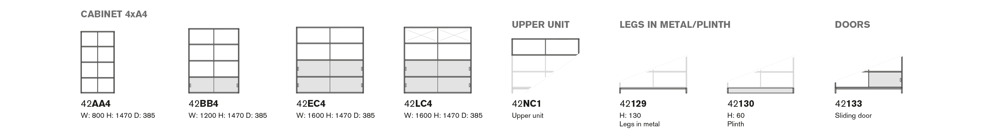 CABINET 4xA4
42AA4
W: 800 H: 1470 D: 385
42BB4
W: 1200 H: 1470 D: 385
42EC4
W: 1600 H: 1470 D: 385
42LC4
W: 1600 H: 1470 D: 385
UPPER UNIT
42NC1
Upper unit
LEGS IN METAL/PLINTH
42129
H: 130
Legs in metal
42130
H: 60
Plinth
DOORS
42133
Sliding door